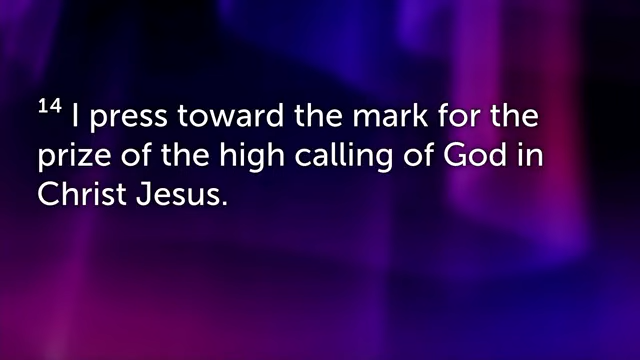 14 I press toward the mark for the
prize of the high calling of God in
Christ Jesus.